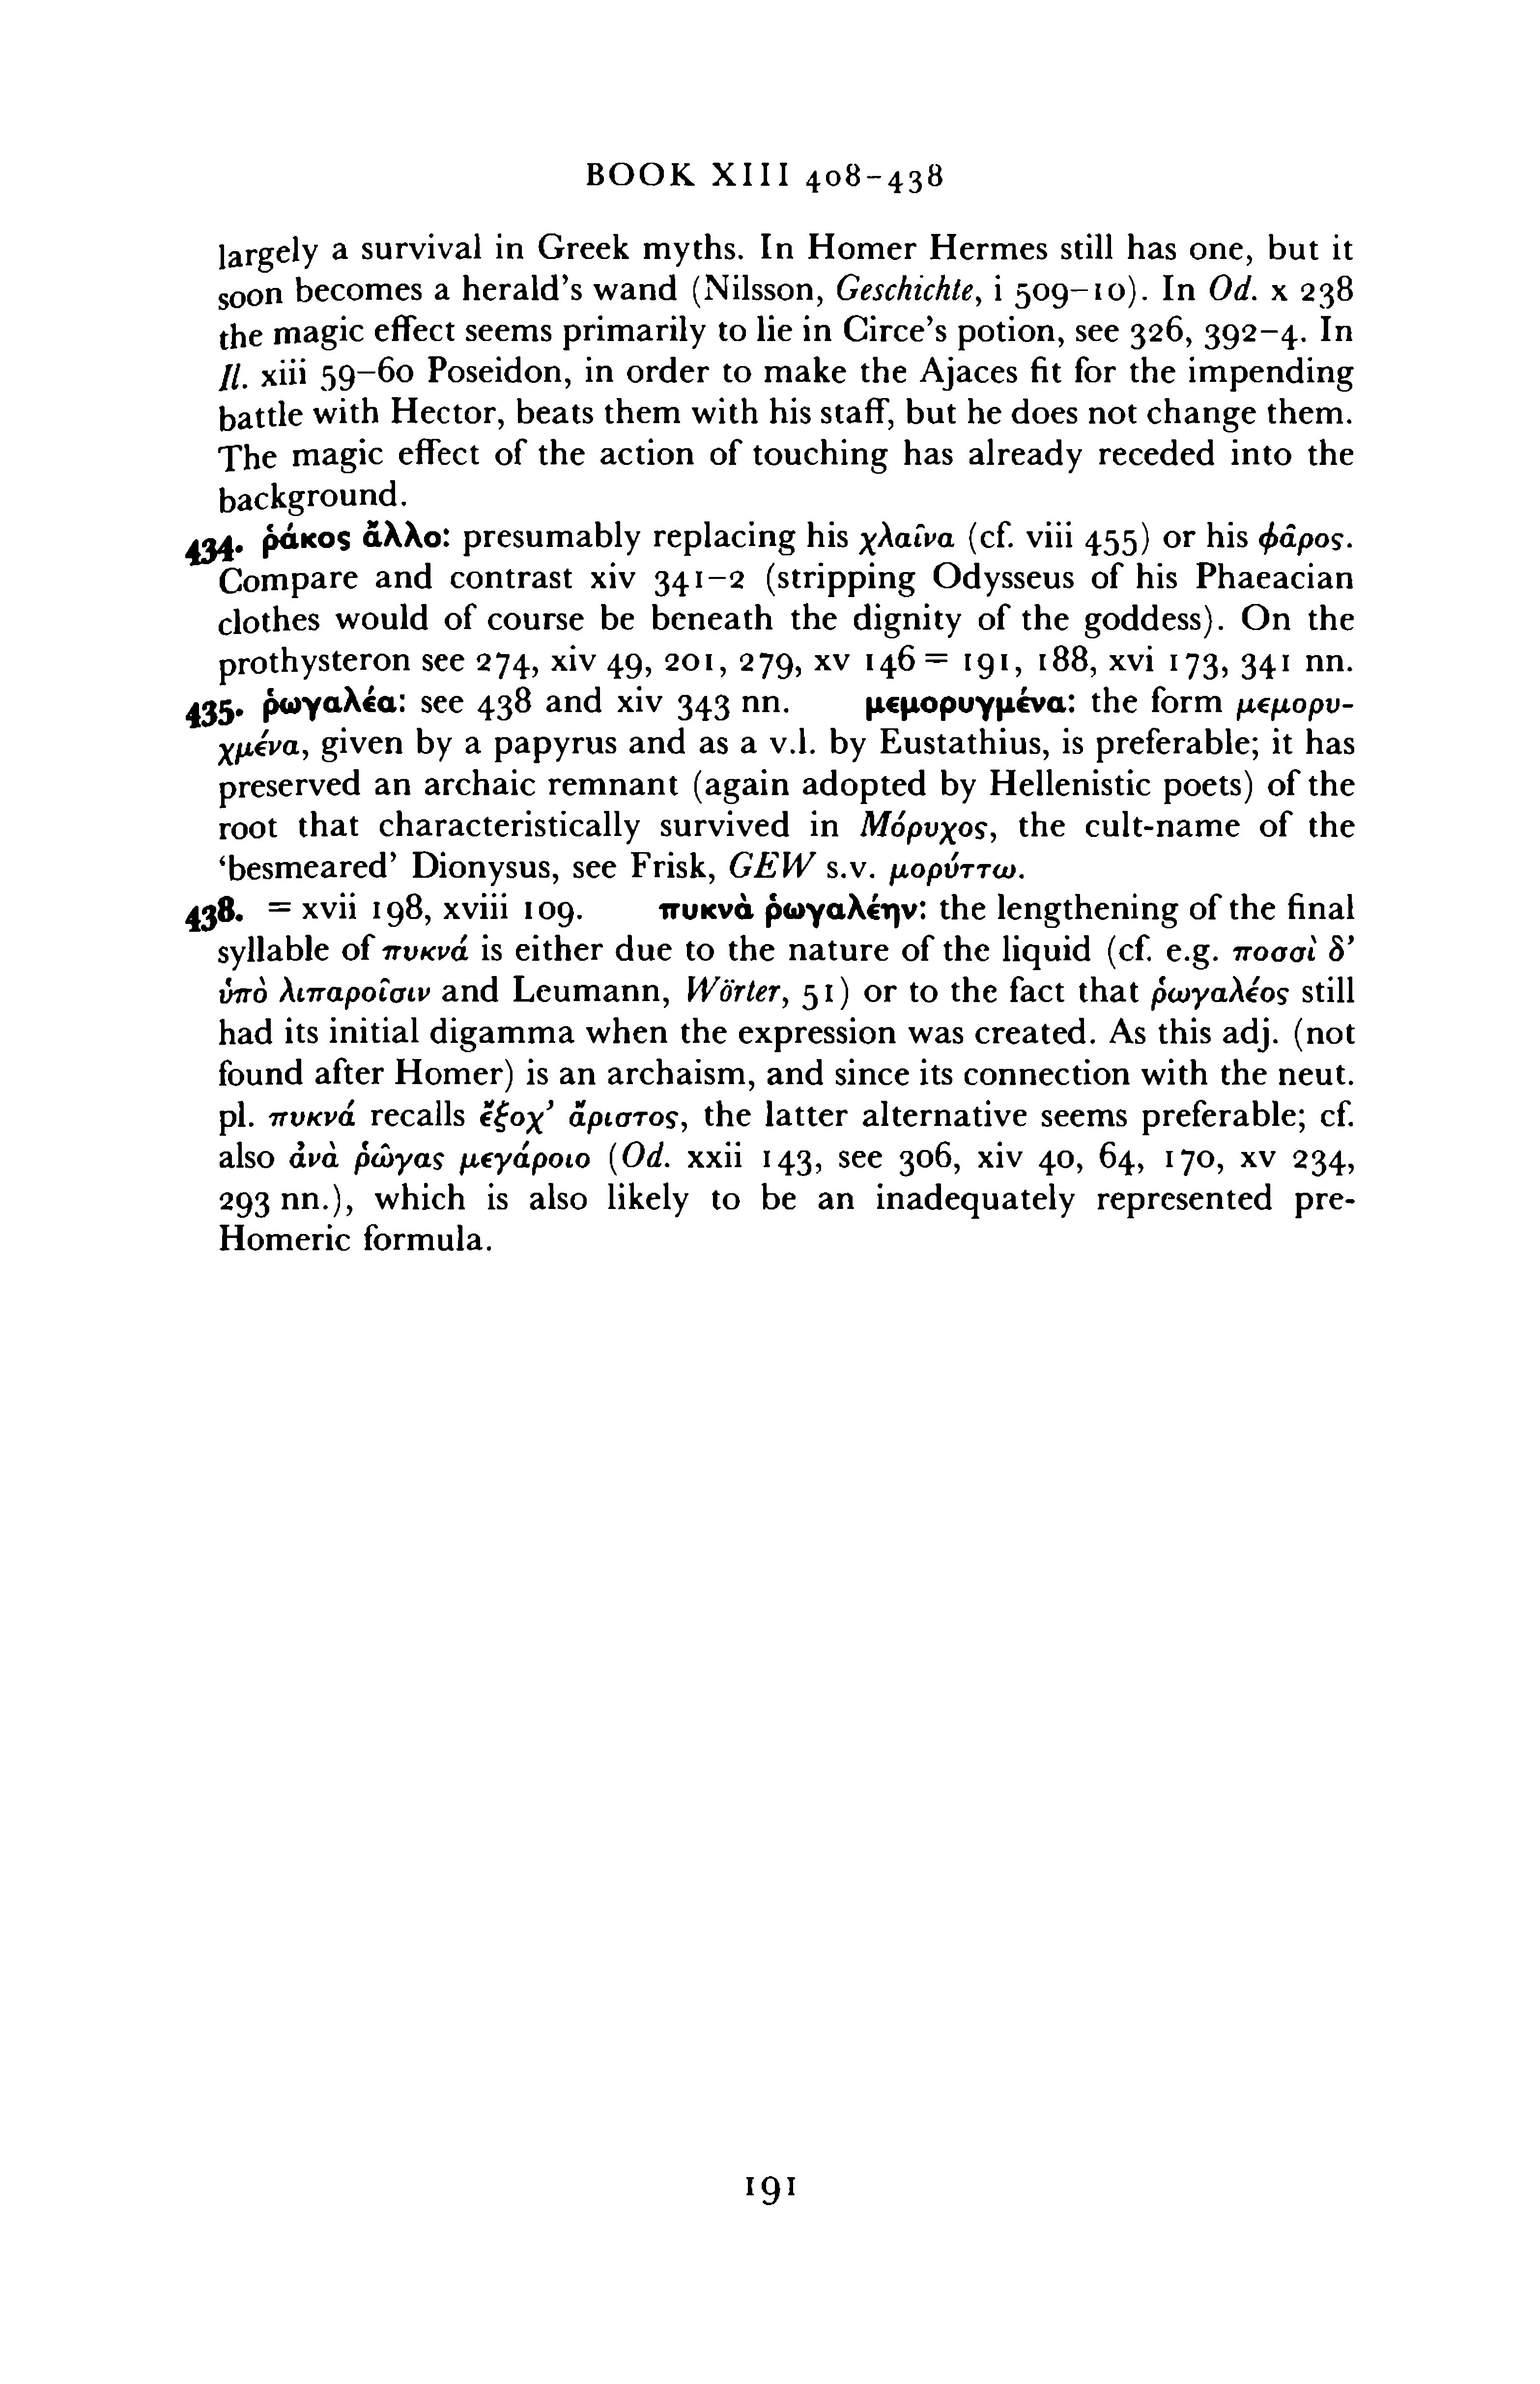 BOOK XIII 408–438
largely a survival in Greek myths. In Homer Hermes still has one, but it
soon becomes a herald's wand (Nilsson, Geschichte, i 509–10). In Od. x 238
the magic effect seems primarily to lie in Circe's potion, see 326, 392–4. In
Il. xiii 59–60 Poseidon, in order to make the Ajaces fit for the impending
battle with Hector, beats them with his staff, but he does not change them.
The magic effect of the action of touching has already receded into the
background.
434. ῥάκος ἄλλο: presumably replacing his χλαῖνα (cf. viii 455) or his φᾶρος.
Compare and contrast xiv 341–2 (stripping Odysseus of his Phaeacian
clothes would of course be beneath the dignity of the goddess). On the
prothysteron see 274, xiv 49, 201, 279, xv 146 = 191, 188, xvi 173, 341 nn.
435. ῥωγαλέα: see 438 and xiv 343 nn. μεμορυγμένα: the form μεμορυ-
χμένα, given by a papyrus and as a v.l. by Eustathius, is preferable; it has
preserved an archaic remnant (again adopted by Hellenistic poets) of the
root that characteristically survived in Μόρυχος, the cult-name of the
‘besmeared’ Dionysus, see Frisk, GEW s.v. μορύττω.
438. = xvii 198, xviii 109. πυκνὰ ῥωγαλέην: the lengthening of the final
syllable of πυκνά is either due to the nature of the liquid (cf. e.g. ποσσὶ δ’
ὑπὸ λιπαροῖσιν and Leumann, Wörter, 51) or to the fact that ῥωγαλέος still
had its initial digamma when the expression was created. As this adj. (not
found after Homer) is an archaism, and since its connection with the neut.
pl. πυκνά recalls ἔξοχ’ ἄριστος, the latter alternative seems preferable; cf.
also ἀνὰ ῥῶγας μεγάροιο (Od. xxii 143, see 306, xiv 40, 64, 170, xv 234,
293 nn.), which is also likely to be an inadequately represented pre-
Homeric formula.
191